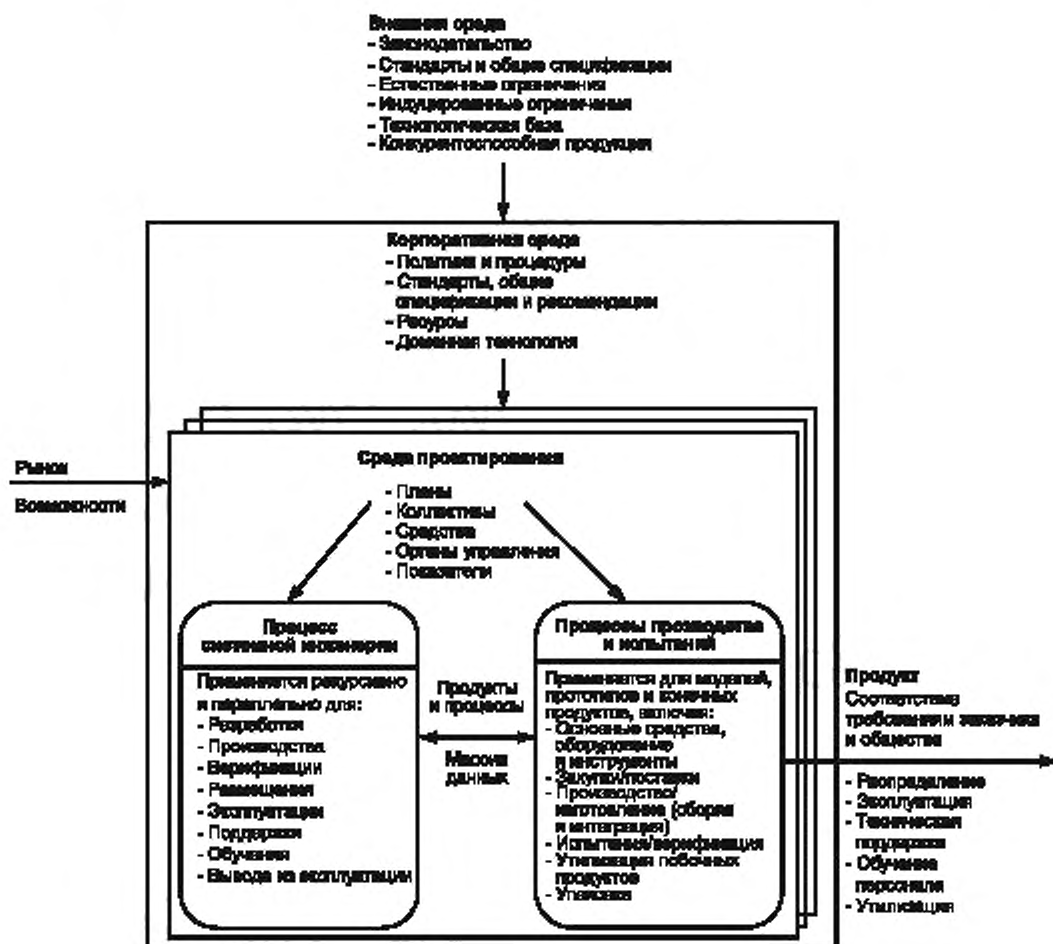 Внешняя среда
- Законодательство
- Стандарты и общие спецификации
- Естественные ограничения
- Индуцированные ограничения
- Технологическая база
- Конкурентоспособная продукция
Корпоративная среда
- Политика и процедуры
- Стандарты, общие
спецификации и рекомендации
- Ресурсы
- Доменная технология
Рынок
Возможности
Среда проектирования
- Планы
- Коллективы
- Средства
- Органы управления
- Показатели
Процесс
системной инженерии
Применяется рекурсивно
и параллельно для:
- Разработки
- Производства
- Верификации
- Размещения
- Эксплуатации
- Поддержки
- Обучения
- Вывода из эксплуатации
Продукты
и процессы
Массив
данных
Процессы производства
и испытаний
Применяется для моделей,
прототипов и конечных
продуктов, включая:
- Основные средства,
оборудование
и инструменты
- Закупки/поставки
- Производство/
изготовление (сборка
и интеграция)
- Испытания/верификация
- Утилизация побочных
продуктов
- Упаковка
Продукт
Соответствие
требованиям заказчика
и общества
- Распределение
- Эксплуатация
- Техническая
поддержка
- Обучение
персонала
- Утилизация